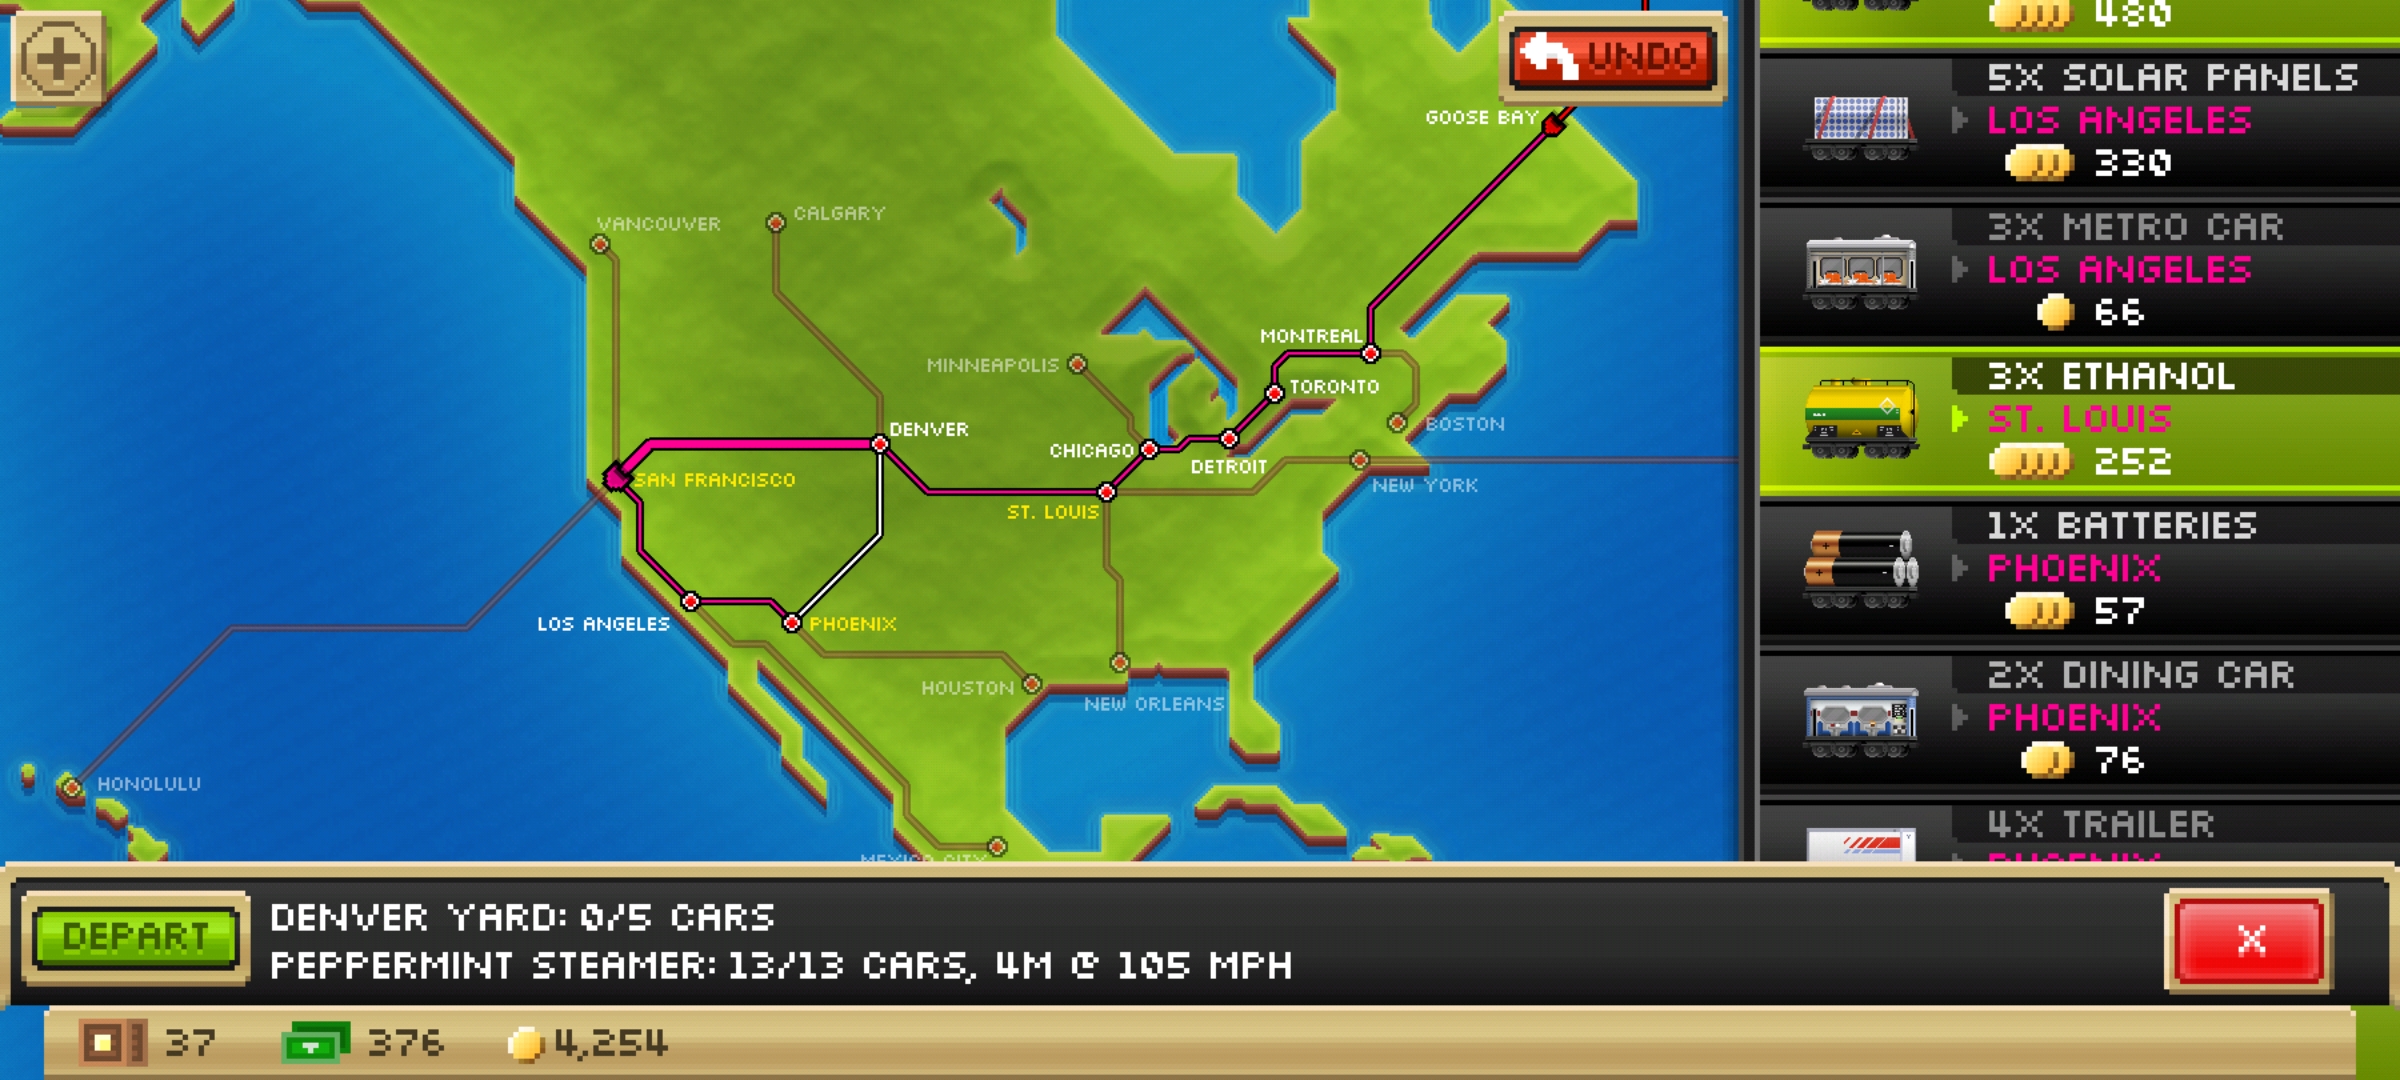 UNDO
GOOSE BAY
VANCOUVER
CALGARY
MONTREAL
MINNEAPOLIS
TORONTO
DENVER
CHICAGO
BOSTON
DETROIT
SAN FRANCISCO
NEW YORK
ST. LOUIS
LOS ANGELES
PHOENIX
HOUSTON
NEW ORLEANS
HONOLULU
MEXICO CITY
480
5X SOLAR PANELS
LOS ANGELES
330
3X METRO CAR
LOS ANGELES
66
3X ETHANOL
ST. LOUIS
252
1X BATTERIES
PHOENIX
57
2X DINING CAR
PHOENIX
76
4X TRAILER
PHOENIX
DEPART
DENVER YARD: 0/5 CARS
PEPPERMINT STEAMER: 13/13 CARS, 4M @ 105 MPH
X
37
376
4,254